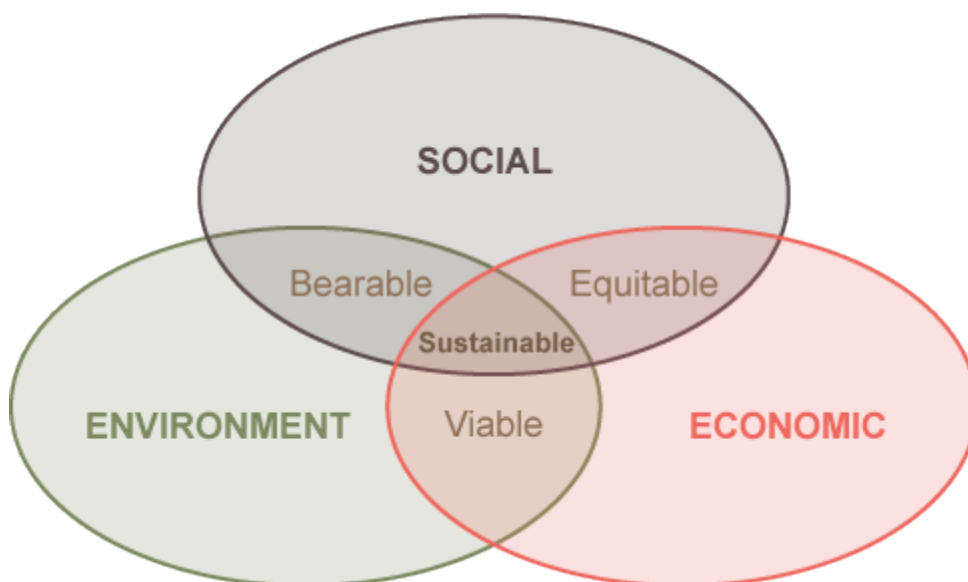 SOCIAL
Bearable
Equitable
Sustainable
ENVIRONMENT
Viable
ECONOMIC